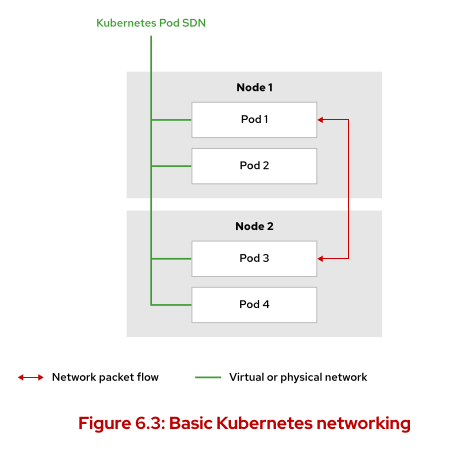 Kubernetes Pod SDN
Node 1
Pod 1
Pod 2
Node 2
Pod 3
Pod 4
Network packet flow
Virtual or physical network
Figure 6.3: Basic Kubernetes networking